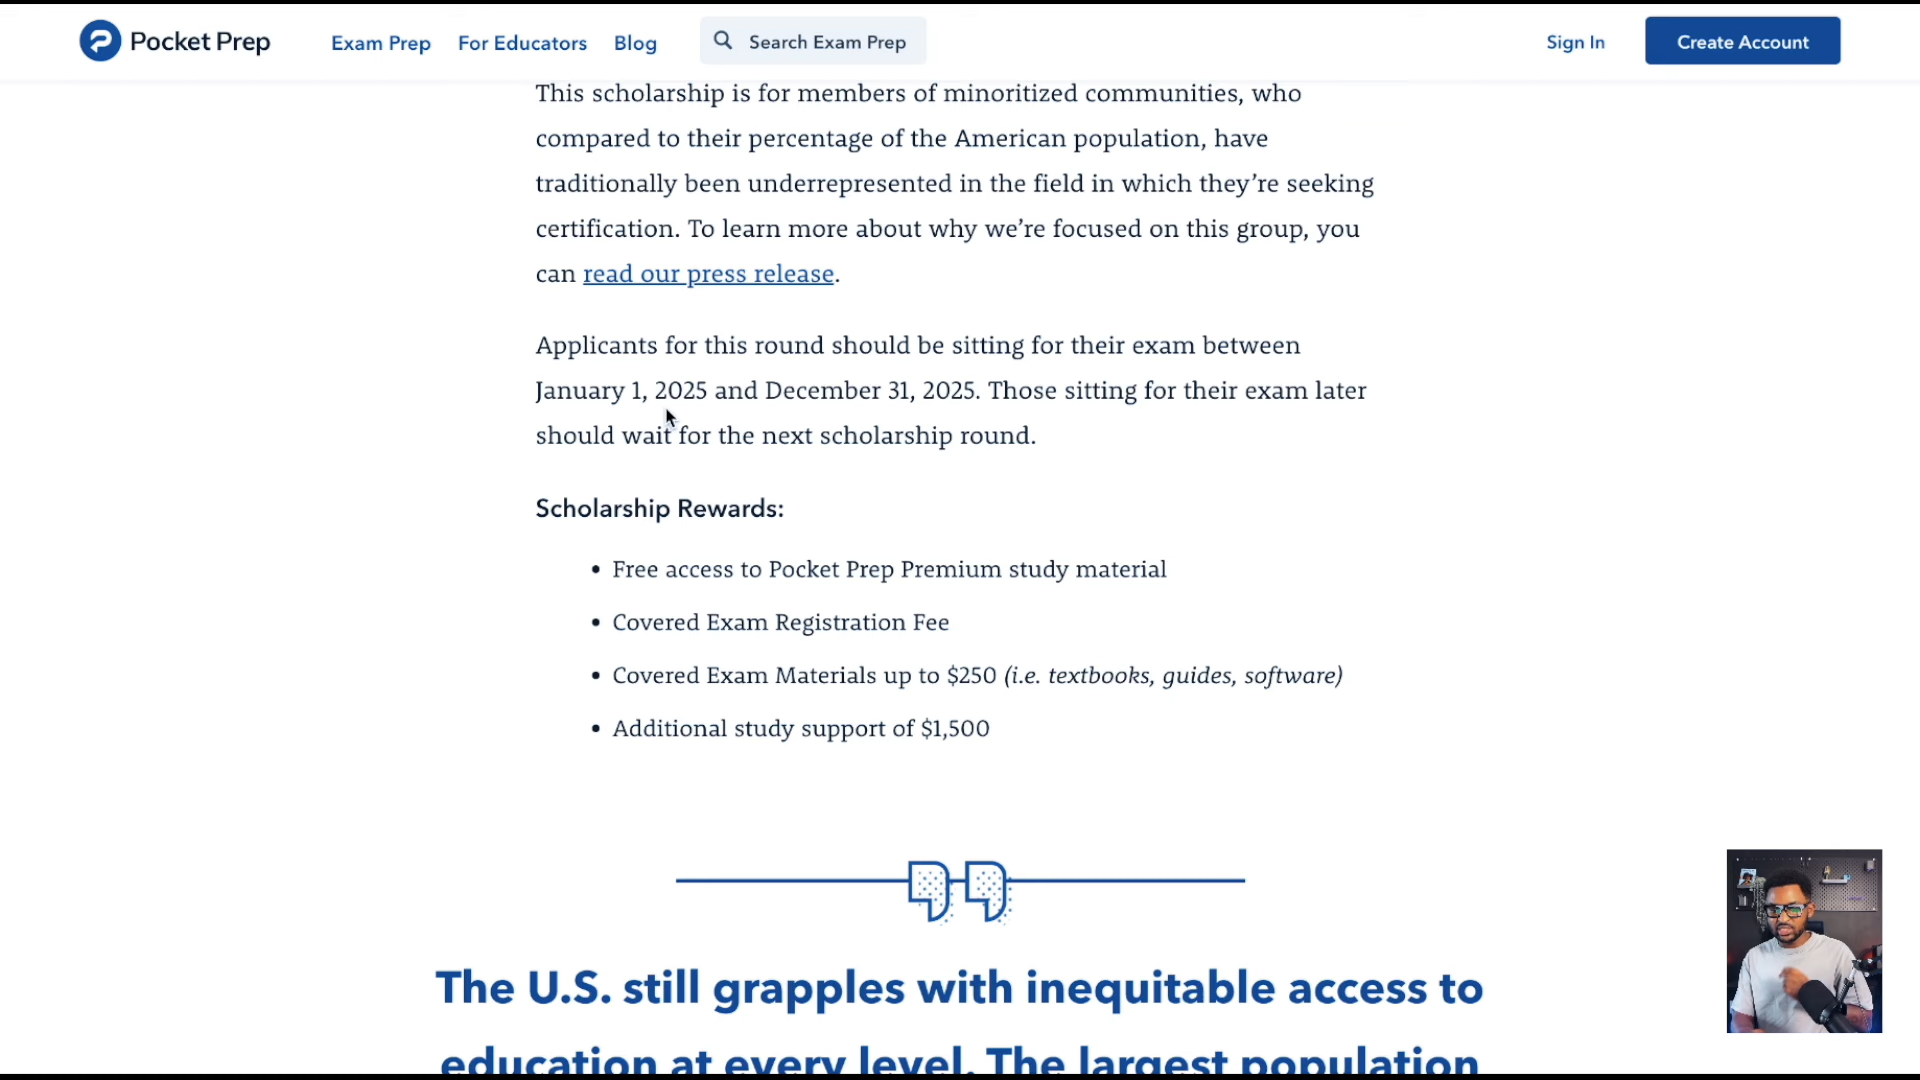 Pocket Prep
Exam Prep
For Educators
Blog
Search Exam Prep
Sign In
Create Account
This scholarship is for members of minoritized communities, who
compared to their percentage of the American population, have
traditionally been underrepresented in the field in which they’re seeking
certification. To learn more about why we’re focused on this group, you
can read our press release.
Applicants for this round should be sitting for their exam between
January 1, 2025 and December 31, 2025. Those sitting for their exam later
should wait for the next scholarship round.
Scholarship Rewards:
• Free access to Pocket Prep Premium study material
• Covered Exam Registration Fee
• Covered Exam Materials up to $250 (i.e. textbooks, guides, software)
• Additional study support of $1,500
The U.S. still grapples with inequitable access to
education at every level. The largest population